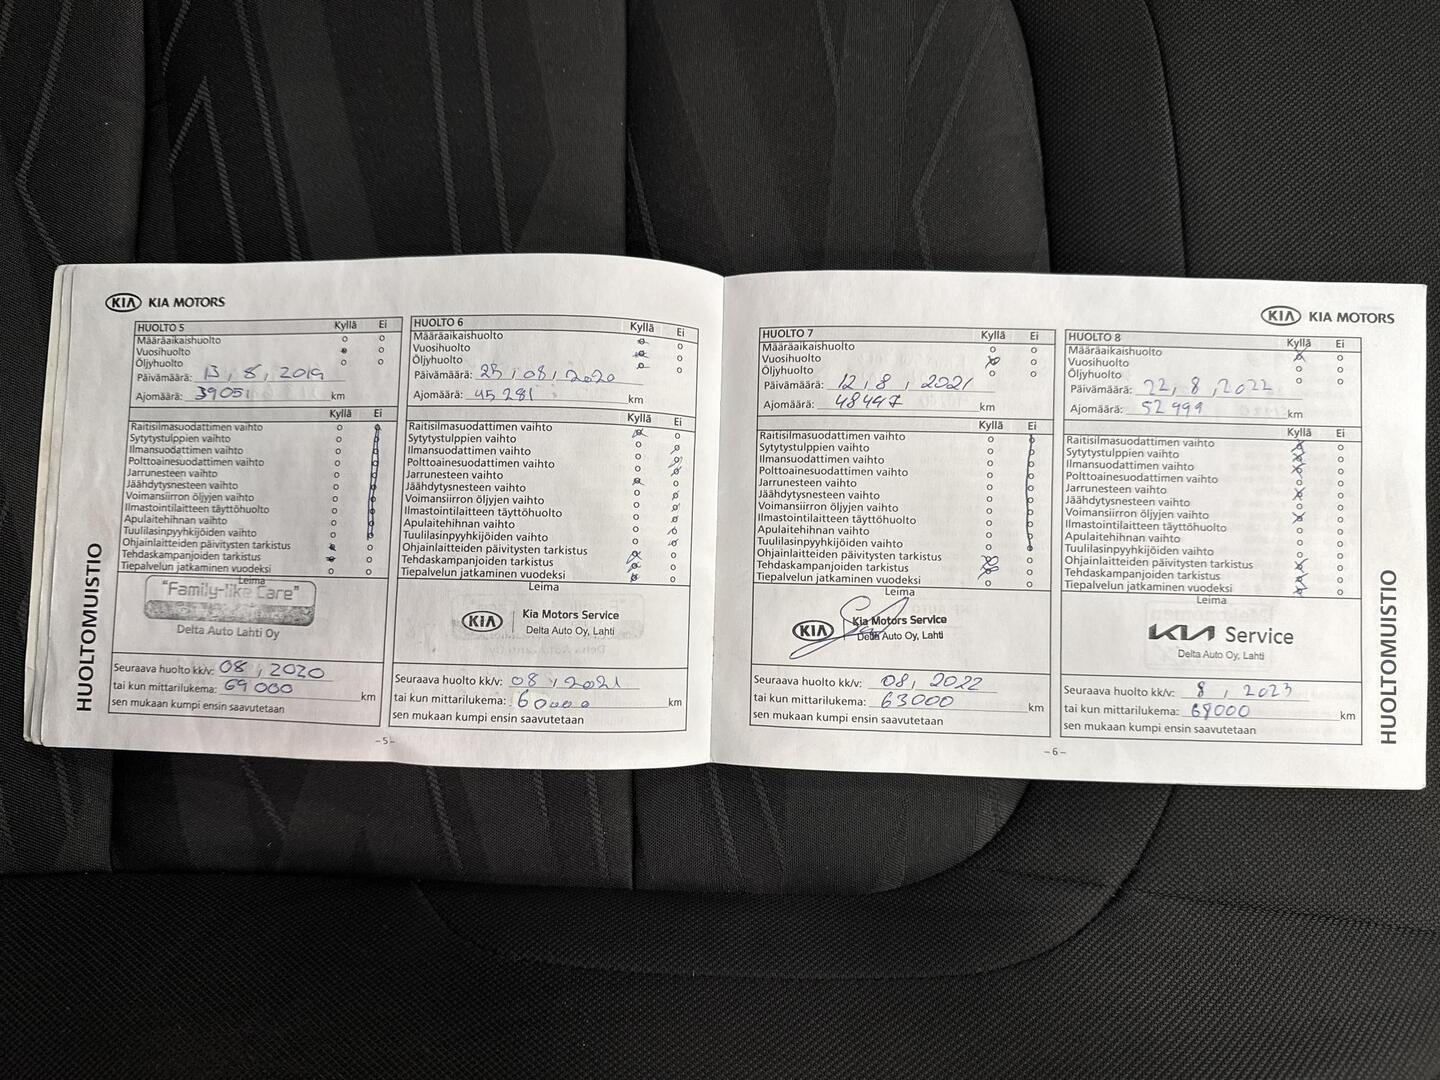 KIA KIA MOTORS
HUOLTOMUISTIO
HUOLTO 5 Kyllä Ei
Määräaikaishuolto o o
Vuosihuolto o
Öljyhuolto o o
Päivämäärä: 13, 8, 2019
Ajomäärä: 39051 km
Kyllä Ei
Raitisilmasuodattimen vaihto
Sytytystulppien vaihto
Ilmansuodattimen vaihto
Polttoainesuodattimen vaihto
Jarrunesteen vaihto
Jäähdytysnesteen vaihto
Voimansiirron öljyjen vaihto
Ilmastointilaitteen täyttöhuolto
Apulaitehihnan vaihto
Tuulilasinpyyhkijöiden vaihto
Ohjainlaitteiden päivitysten tarkistus
Tehdaskampanjoiden tarkistus
Tiepalvelun jatkaminen vuodeksi
Leima
"Family-like Care"
Delta Auto Lahti Oy
Seuraava huolto kk/v: 08, 2020
tai kun mittarilukema: 69 000 km
sen mukaan kumpi ensin saavutetaan
HUOLTO 6 Kyllä Ei
Määräaikaishuolto
Vuosihuolto
Öljyhuolto
Päivämäärä: 25, 08, 2020
Ajomäärä: 45 281 km
Kyllä Ei
Raitisilmasuodattimen vaihto
Sytytystulppien vaihto
Ilmansuodattimen vaihto
Polttoainesuodattimen vaihto
Jarrunesteen vaihto
Jäähdytysnesteen vaihto
Voimansiirron öljyjen vaihto
Ilmastointilaitteen täyttöhuolto
Apulaitehihnan vaihto
Tuulilasinpyyhkijöiden vaihto
Ohjainlaitteiden päivitysten tarkistus
Tehdaskampanjoiden tarkistus
Tiepalvelun jatkaminen vuodeksi
Leima
KIA Kia Motors Service
Delta Auto Oy, Lahti
Seuraava huolto kk/v: 08, 2021
tai kun mittarilukema: 60000 km
sen mukaan kumpi ensin saavutetaan
–5–
KIA KIA MOTORS
HUOLTO 7 Kyllä Ei
Määräaikaishuolto
Vuosihuolto
Öljyhuolto
Päivämäärä: 12, 8, 2021
Ajomäärä: 48497 km
Kyllä Ei
Raitisilmasuodattimen vaihto
Sytytystulppien vaihto
Ilmansuodattimen vaihto
Polttoainesuodattimen vaihto
Jarrunesteen vaihto
Jäähdytysnesteen vaihto
Voimansiirron öljyjen vaihto
Ilmastointilaitteen täyttöhuolto
Apulaitehihnan vaihto
Tuulilasinpyyhkijöiden vaihto
Ohjainlaitteiden päivitysten tarkistus
Tehdaskampanjoiden tarkistus
Tiepalvelun jatkaminen vuodeksi
Leima
KIA Kia Motors Service
Delta Auto Oy, Lahti
Seuraava huolto kk/v: 08, 2022
tai kun mittarilukema: 63000 km
sen mukaan kumpi ensin saavutetaan
HUOLTO 8 Kyllä Ei
Määräaikaishuolto
Vuosihuolto
Öljyhuolto
Päivämäärä: 22, 8, 2022
Ajomäärä: 52 999 km
Kyllä Ei
Raitisilmasuodattimen vaihto
Sytytystulppien vaihto
Ilmansuodattimen vaihto
Polttoainesuodattimen vaihto
Jarrunesteen vaihto
Jäähdytysnesteen vaihto
Voimansiirron öljyjen vaihto
Ilmastointilaitteen täyttöhuolto
Apulaitehihnan vaihto
Tuulilasinpyyhkijöiden vaihto
Ohjainlaitteiden päivitysten tarkistus
Tehdaskampanjoiden tarkistus
Tiepalvelun jatkaminen vuodeksi
Leima
KIA Service
Delta Auto Oy, Lahti
Seuraava huolto kk/v: 8, 2023
tai kun mittarilukema: 68000 km
sen mukaan kumpi ensin saavutetaan
–6–
HUOLTOMUISTIO